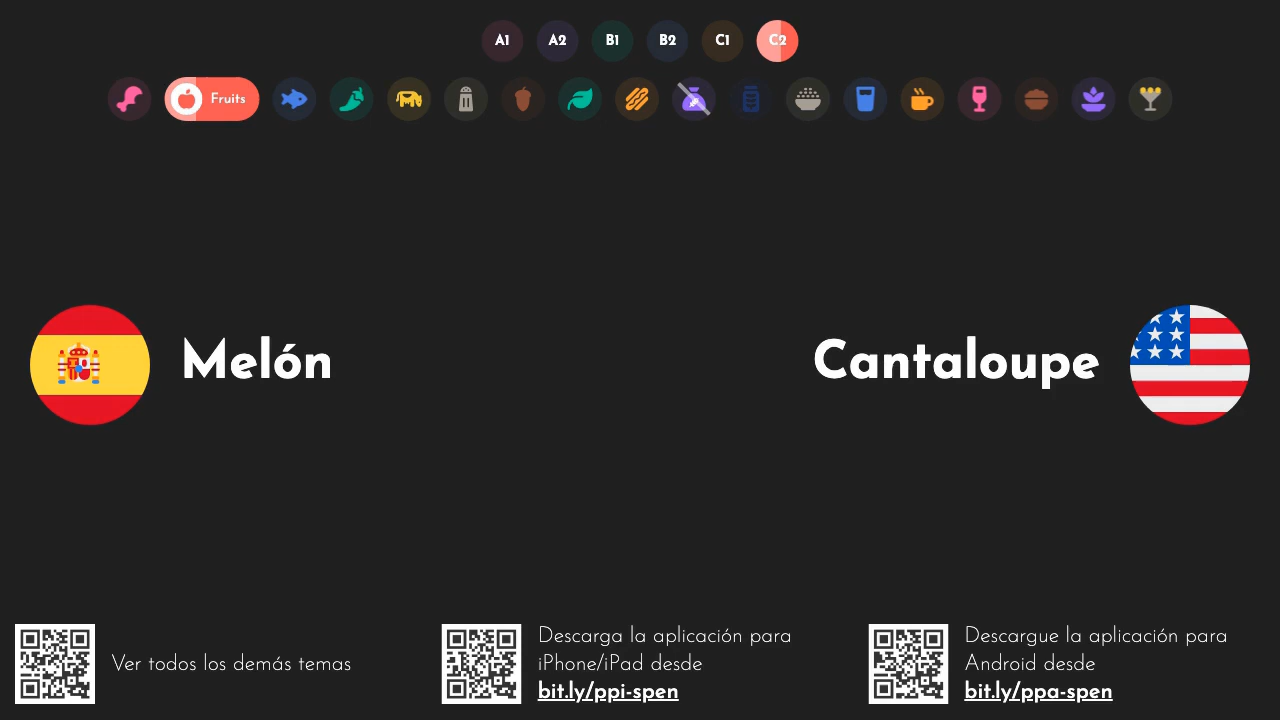 A1 A2 B1 B2 C1 C2
Fruits
Melón
Cantaloupe
Ver todos los demás temas
Descarga la aplicación para
iPhone/iPad desde
bit.ly/ppi-spen
Descargue la aplicación para
Android desde
bit.ly/ppa-spen